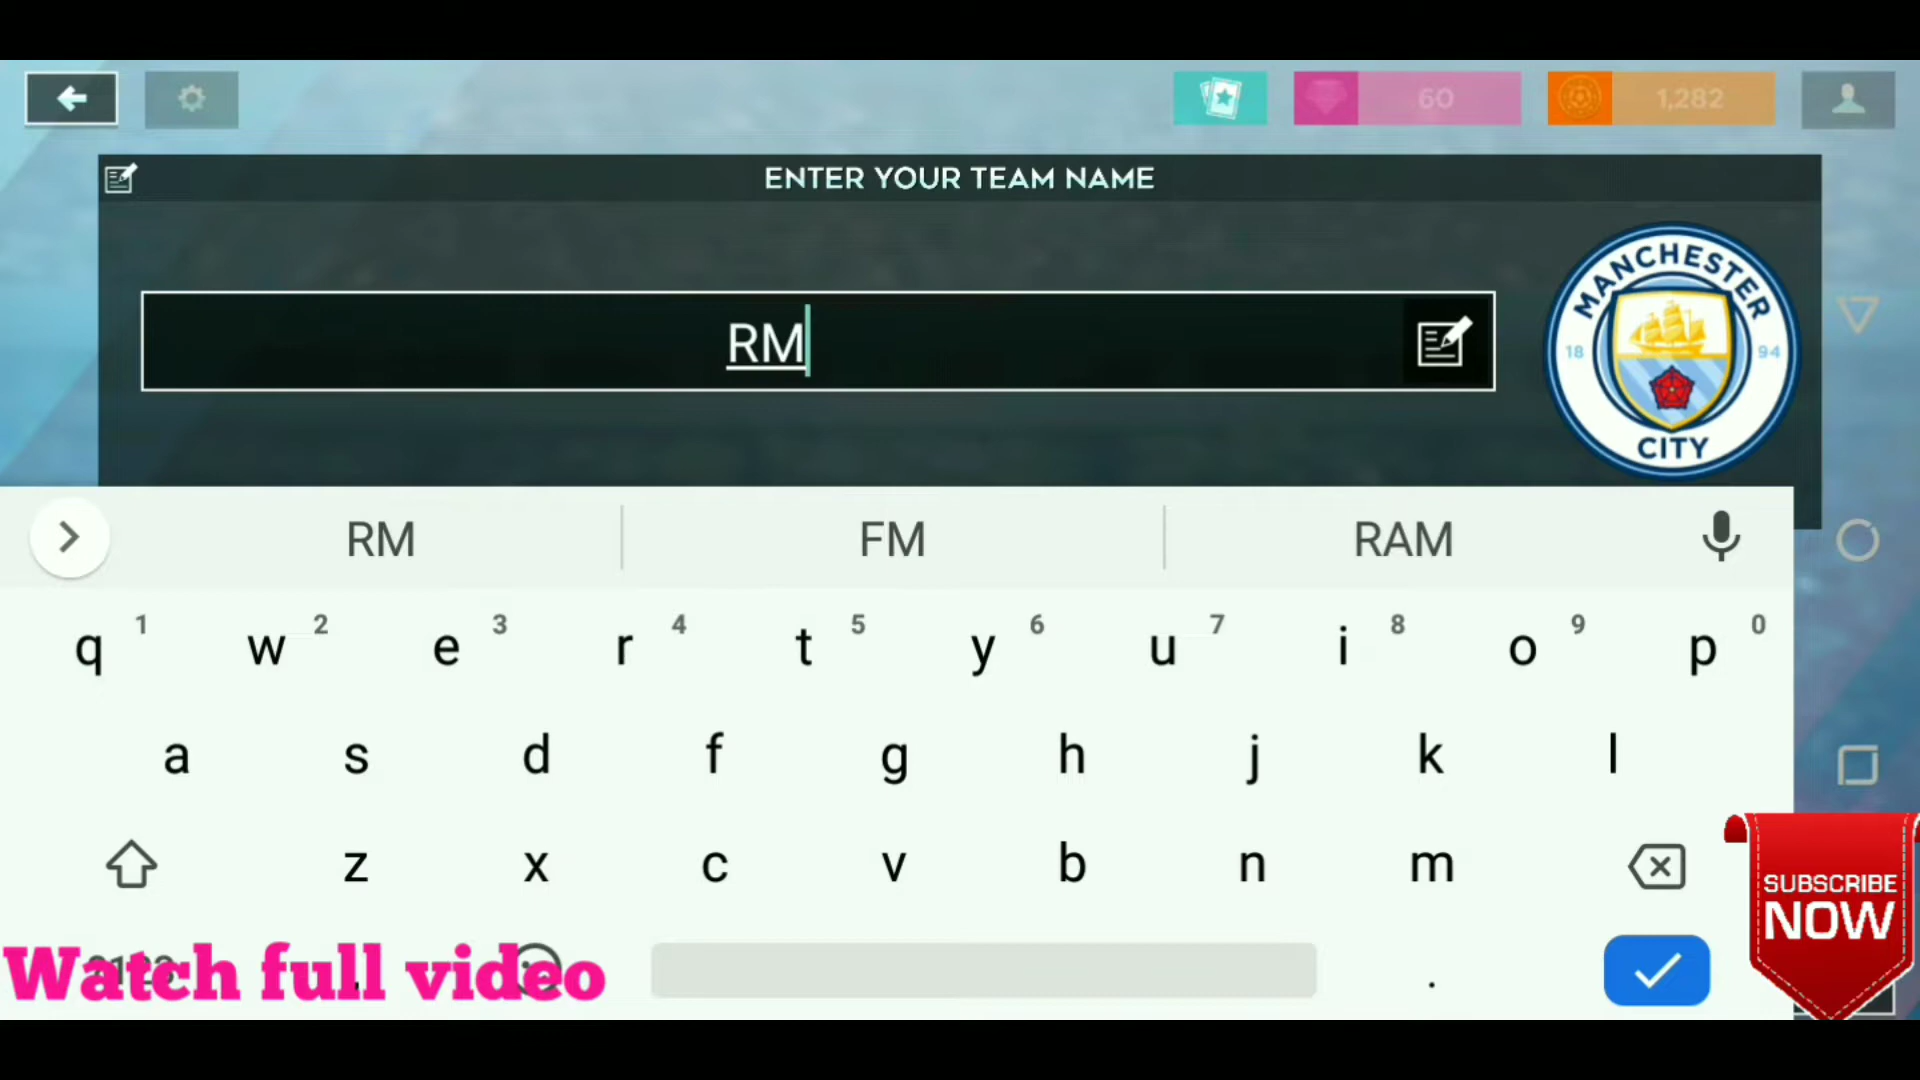 60
1,282
ENTER YOUR TEAM NAME
RM
MANCHESTER
18 94
CITY
RM FM RAM
1 2 3 4 5 6 7 8 9 0
q w e r t y u i o p
a s d f g h j k l
z x c v b n m
SUBSCRIBE
NOW
Watch full video
.